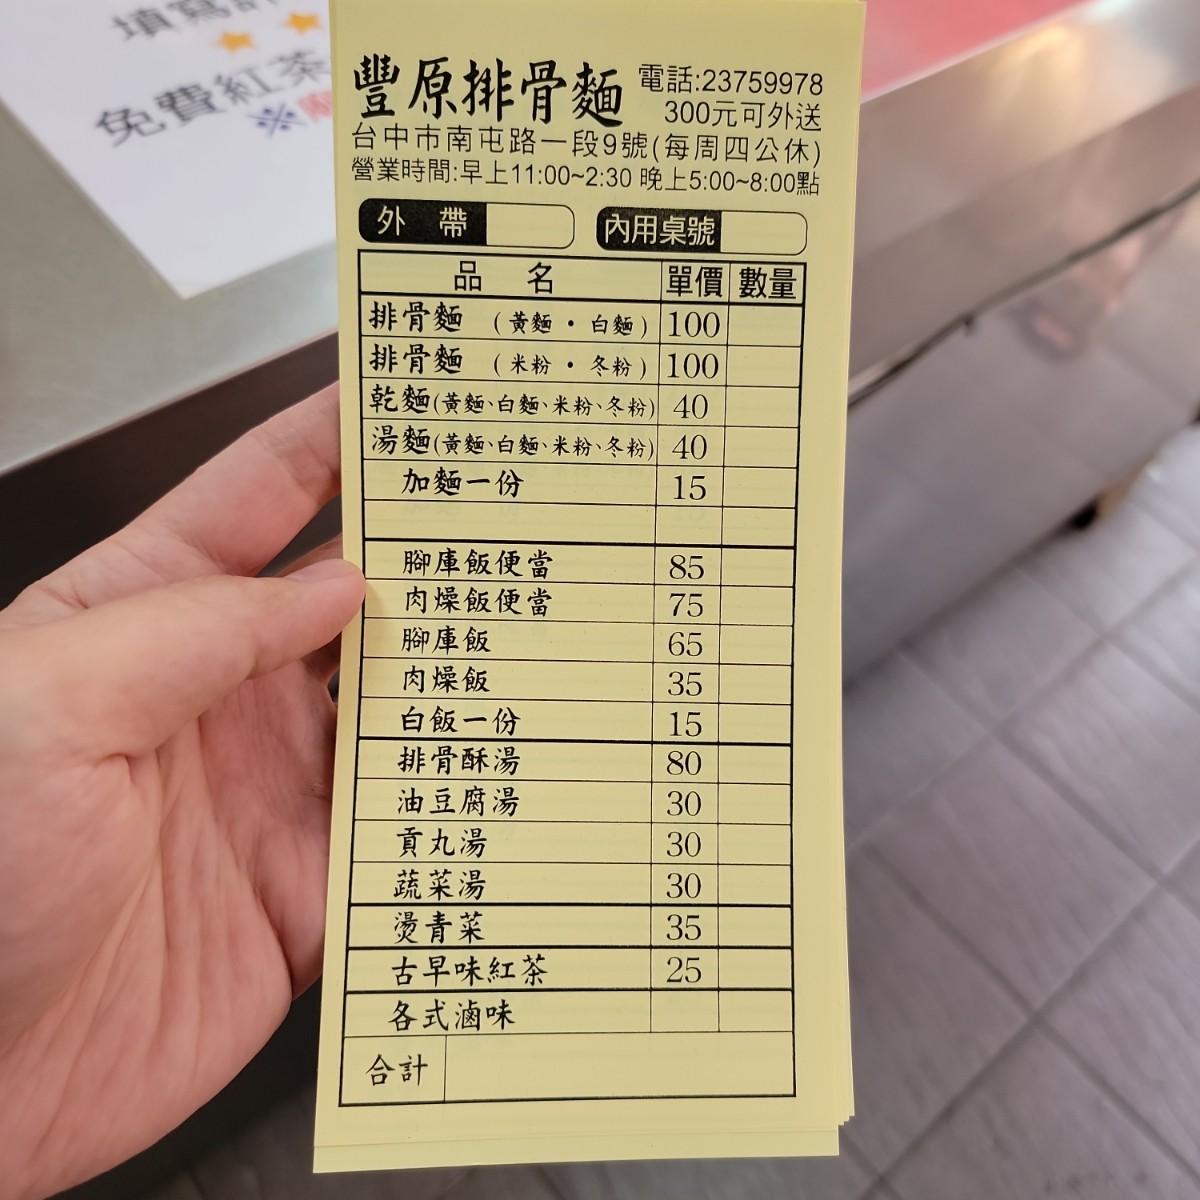 填寫
免費紅茶
※
豐原排骨麵 電話:23759978
300元可外送
台中市南屯路一段9號(每周四公休)
營業時間:早上11:00~2:30 晚上5:00~8:00點
外 帶 內用桌號
品 名 單價 數量
排骨麵 (黃麵・白麵) 100
排骨麵 (米粉・冬粉) 100
乾麵(黃麵、白麵、米粉、冬粉) 40
湯麵(黃麵、白麵、米粉、冬粉) 40
加麵一份 15
腳庫飯便當 85
肉燥飯便當 75
腳庫飯 65
肉燥飯 35
白飯一份 15
排骨酥湯 80
油豆腐湯 30
貢丸湯 30
蔬菜湯 30
燙青菜 35
古早味紅茶 25
各式滷味
合計